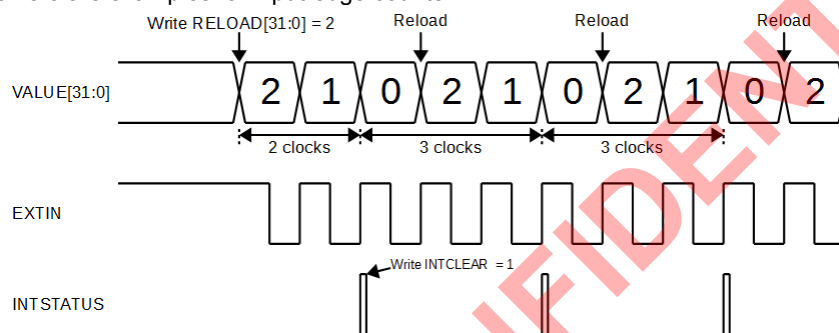 Write RELOAD[31:0] = 2
Reload
Reload
Reload
VALUE[31:0]
2 1 0 2 1 0 2 1 0 2
2 clocks
3 clocks
3 clocks
EXTIN
Write INTCLEAR = 1
INTSTATUS